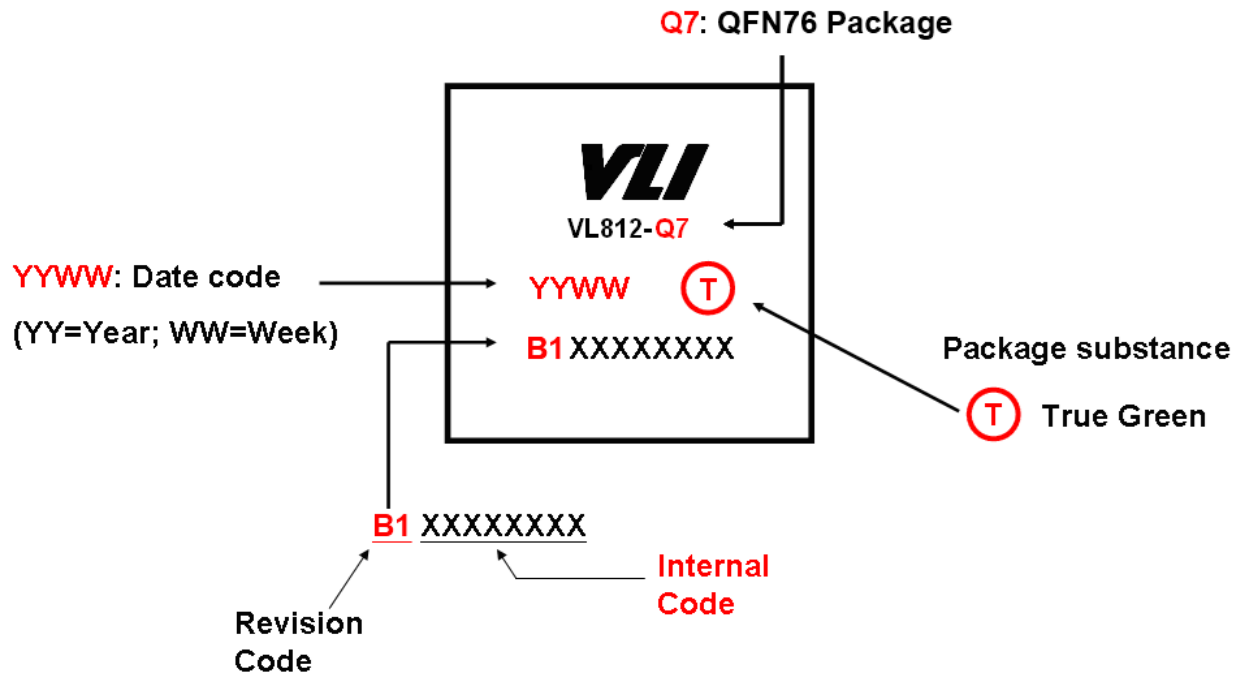 Q7: QFN76 Package
VLI
VL812-Q7
YYWW: Date code
(YY=Year; WW=Week)
YYWW T
B1XXXXXXXX
Package substance
T True Green
B1 XXXXXXXX
Internal
Code
Revision
Code